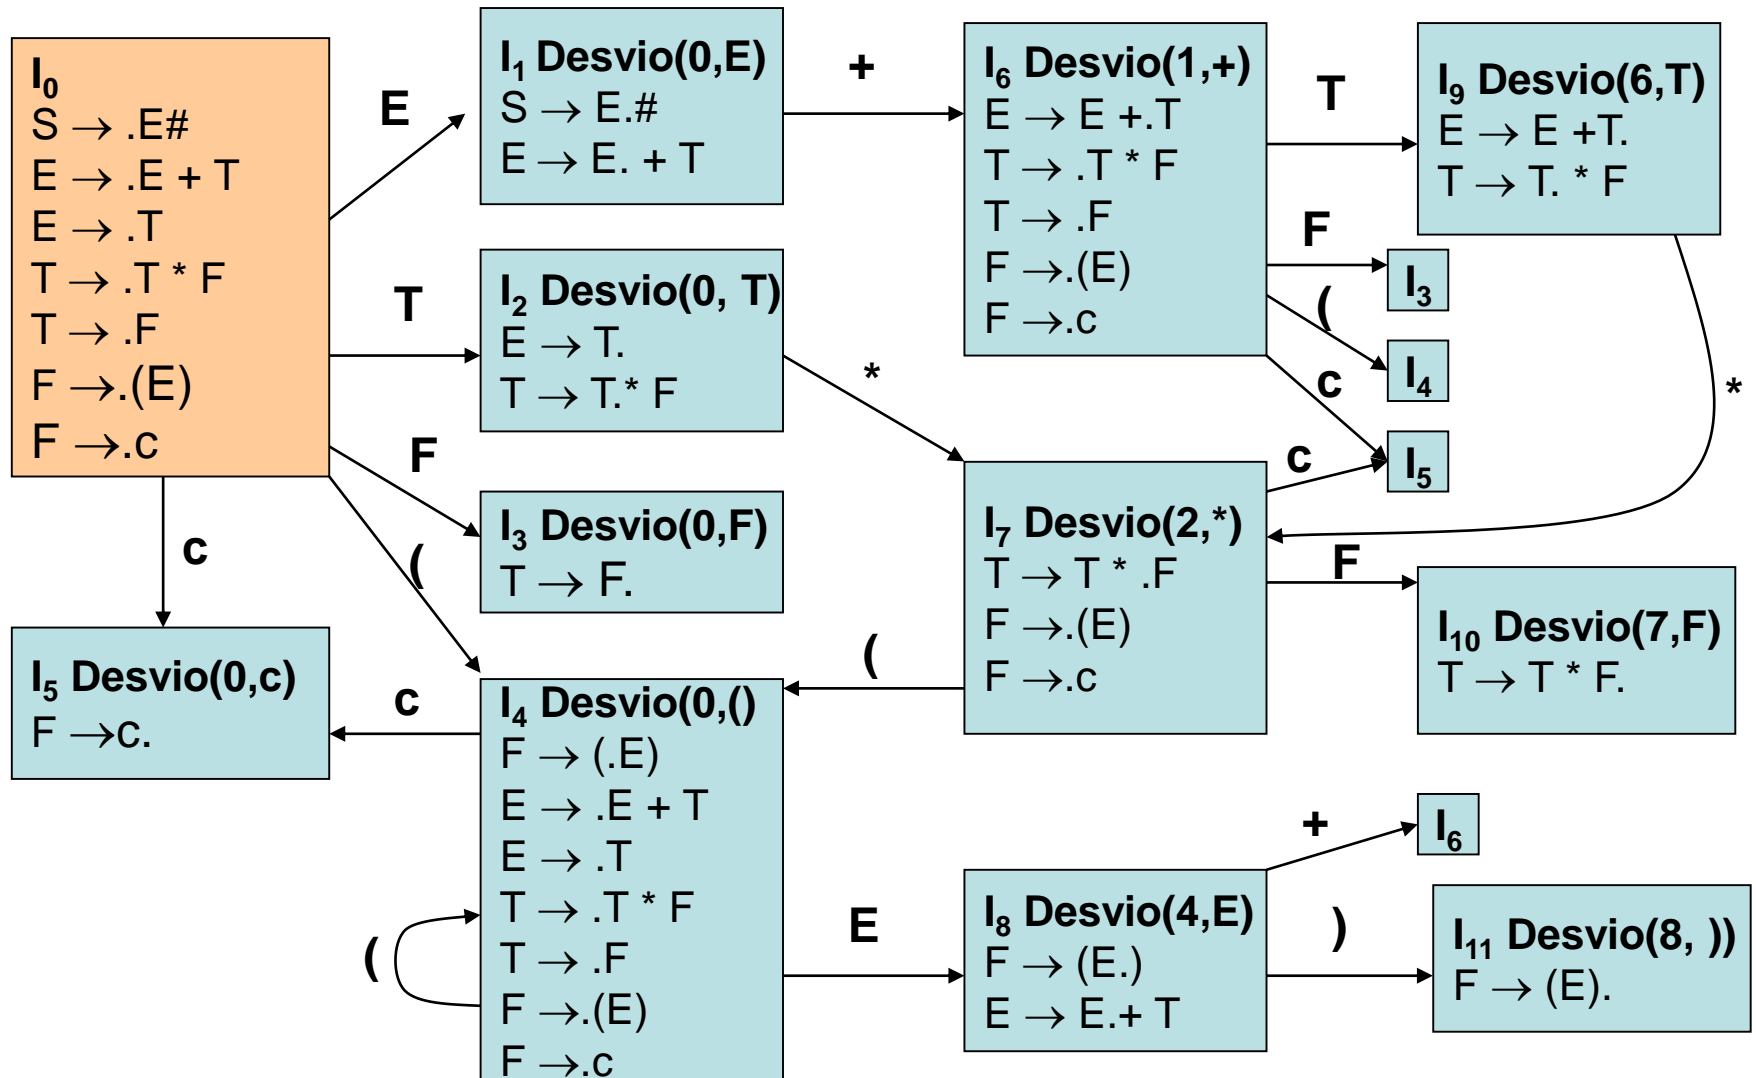 I0
S → .E#
E → .E + T
E → .T
T → .T * F
T → .F
F →.(E)
F →.c
E
T
F
(
c
I1 Desvio(0,E)
S → E.#
E → E. + T
+
I2 Desvio(0, T)
E → T.
T → T.* F
*
I3 Desvio(0,F)
T → F.
I5 Desvio(0,c)
F →c.
c
I4 Desvio(0,()
F → (.E)
E → .E + T
E → .T
T → .T * F
T → .F
F →.(E)
F →.c
(
E
I6 Desvio(1,+)
E → E +.T
T → .T * F
T → .F
F →.(E)
F →.c
T
F
(
c
I3
I4
I5
I9 Desvio(6,T)
E → E +T.
T → T. * F
*
I7 Desvio(2,*)
T → T * .F
F →.(E)
F →.c
c
F
(
I10 Desvio(7,F)
T → T * F.
I8 Desvio(4,E)
F → (E.)
E → E.+ T
+
I6
)
I11 Desvio(8, ))
F → (E).